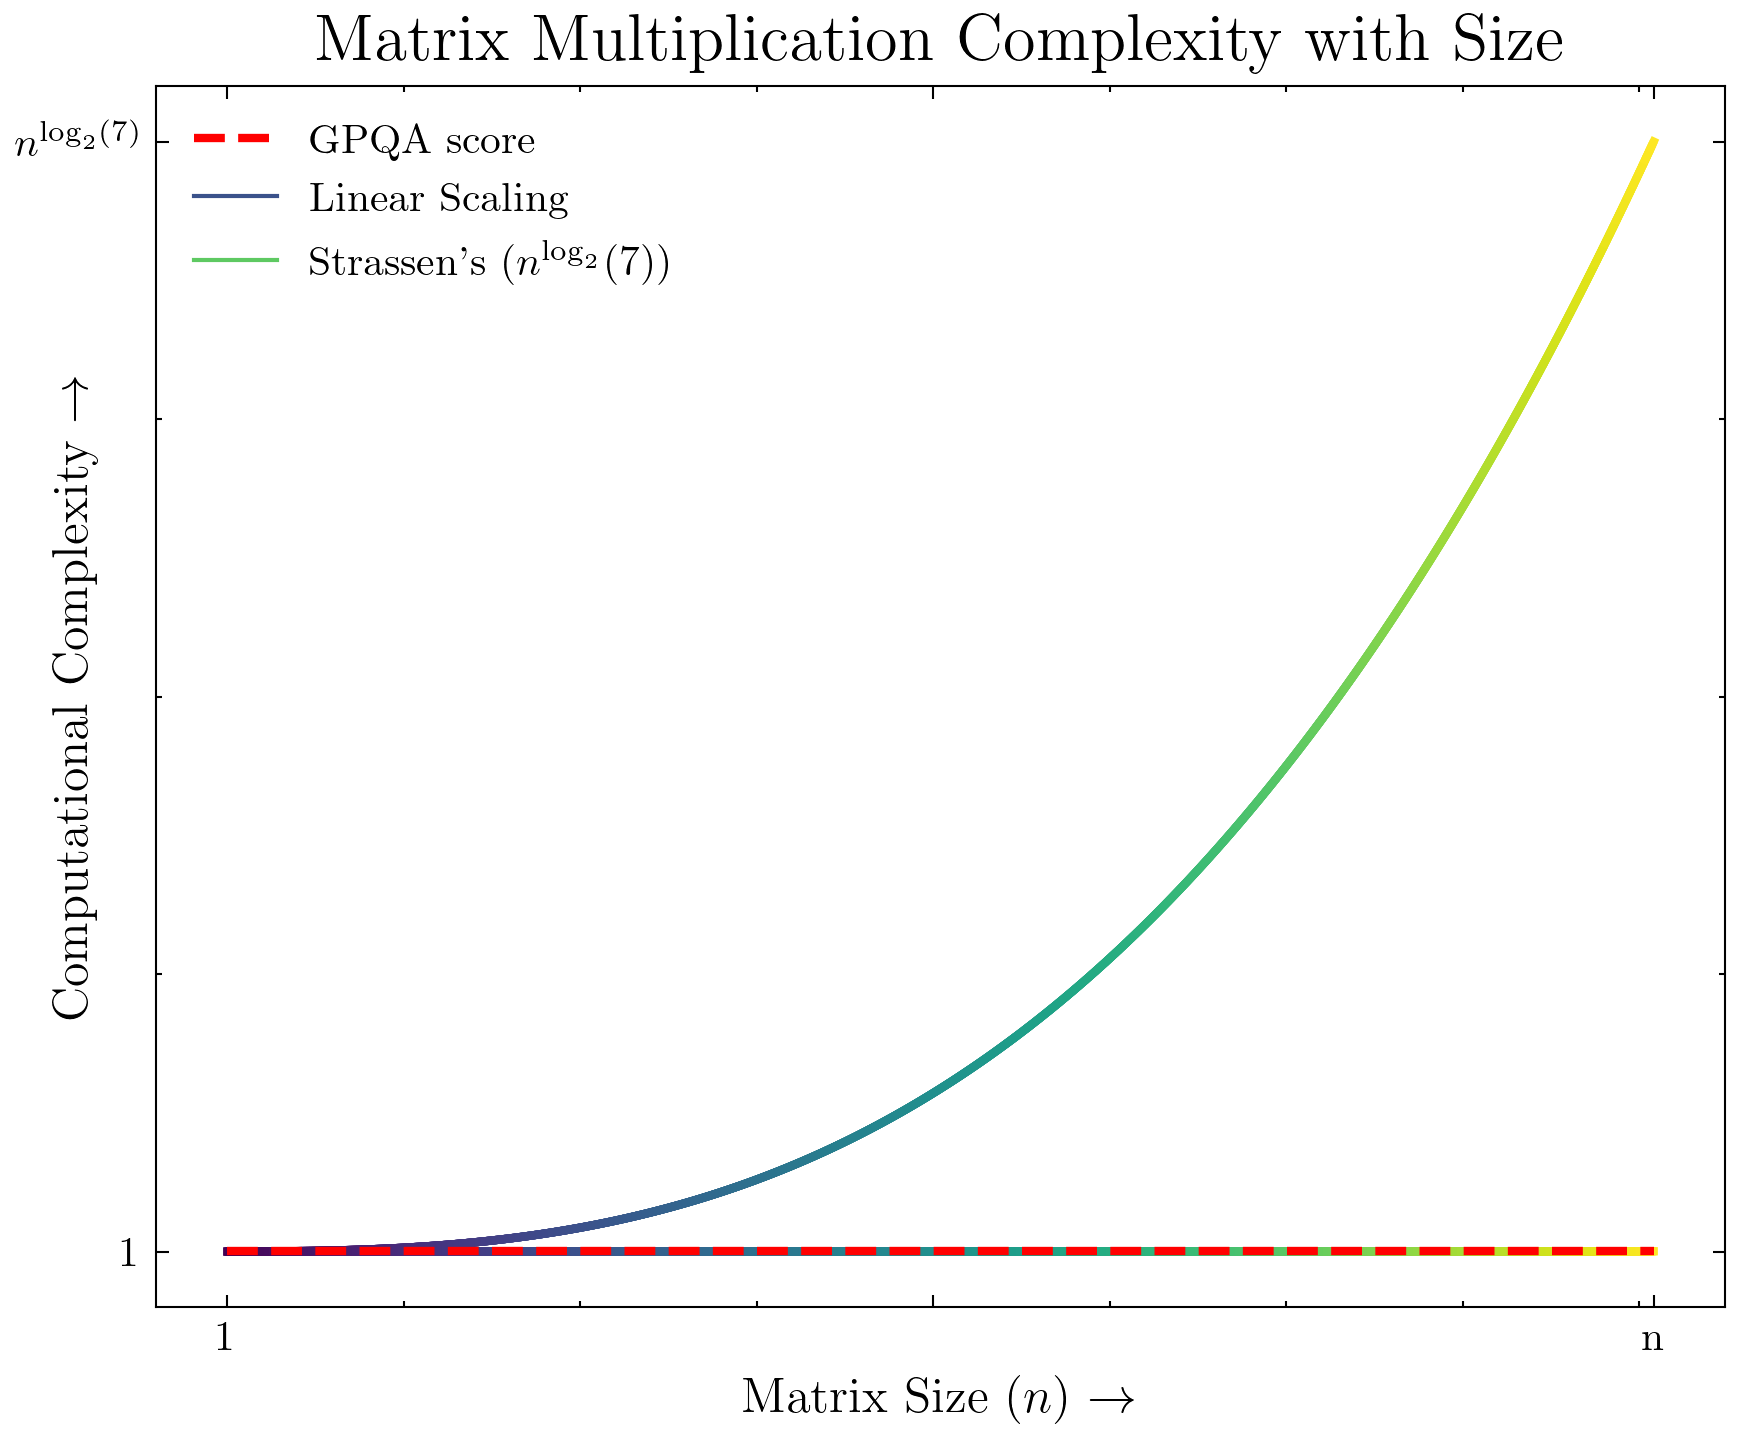 Matrix Multiplication Complexity with Size
n^{log_2(7)}
GPQA score
Linear Scaling
Strassen's (n^{log_2}(7))
Computational Complexity →
1
1
n
Matrix Size (n) →